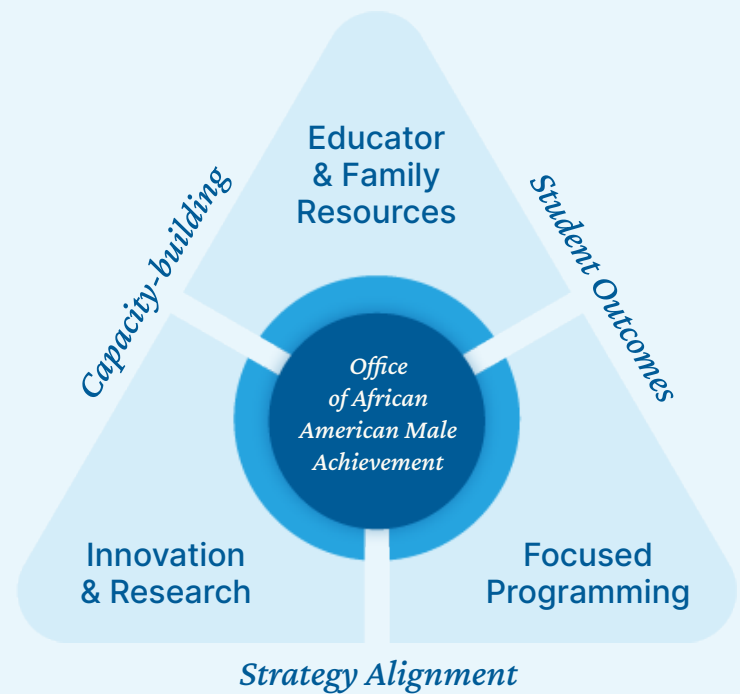 Educator
& Family
Resources
Capacity-building
Student Outcomes
Office
of African
American Male
Achievement
Innovation
& Research
Focused
Programming
Strategy Alignment